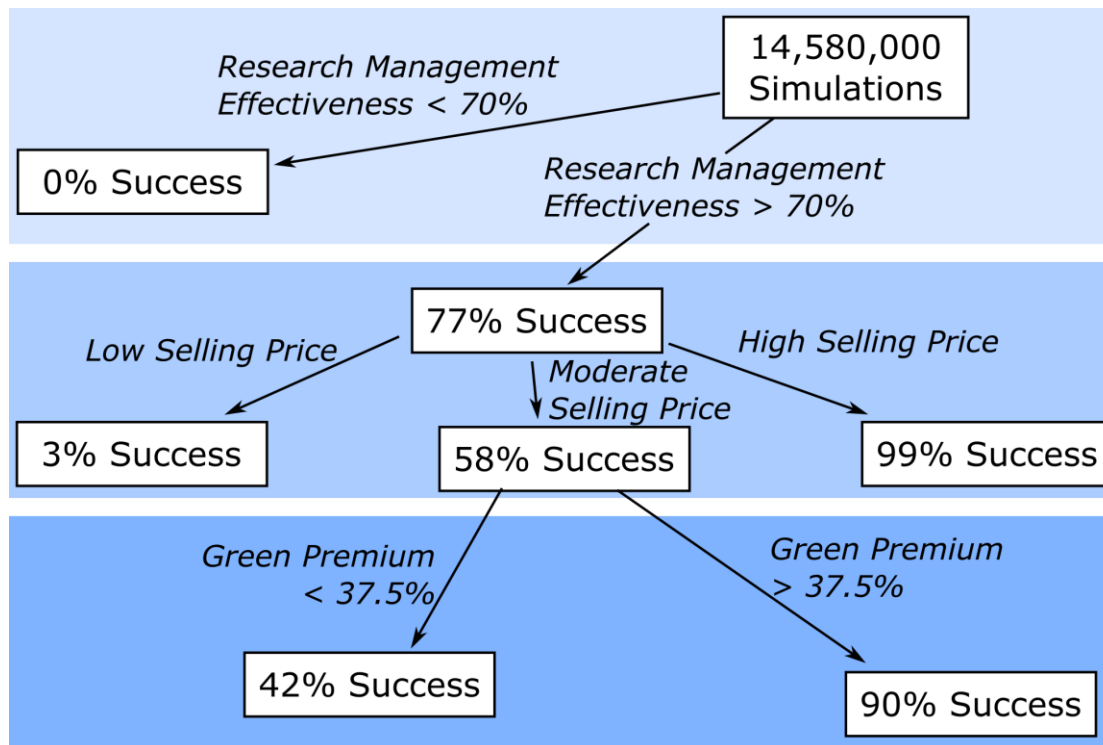 14,580,000
Simulations
Research Management
Effectiveness < 70%
0% Success
Research Management
Effectiveness > 70%
77% Success
Low Selling Price
Moderate
Selling Price
High Selling Price
3% Success
58% Success
99% Success
Green Premium
< 37.5%
Green Premium
> 37.5%
42% Success
90% Success